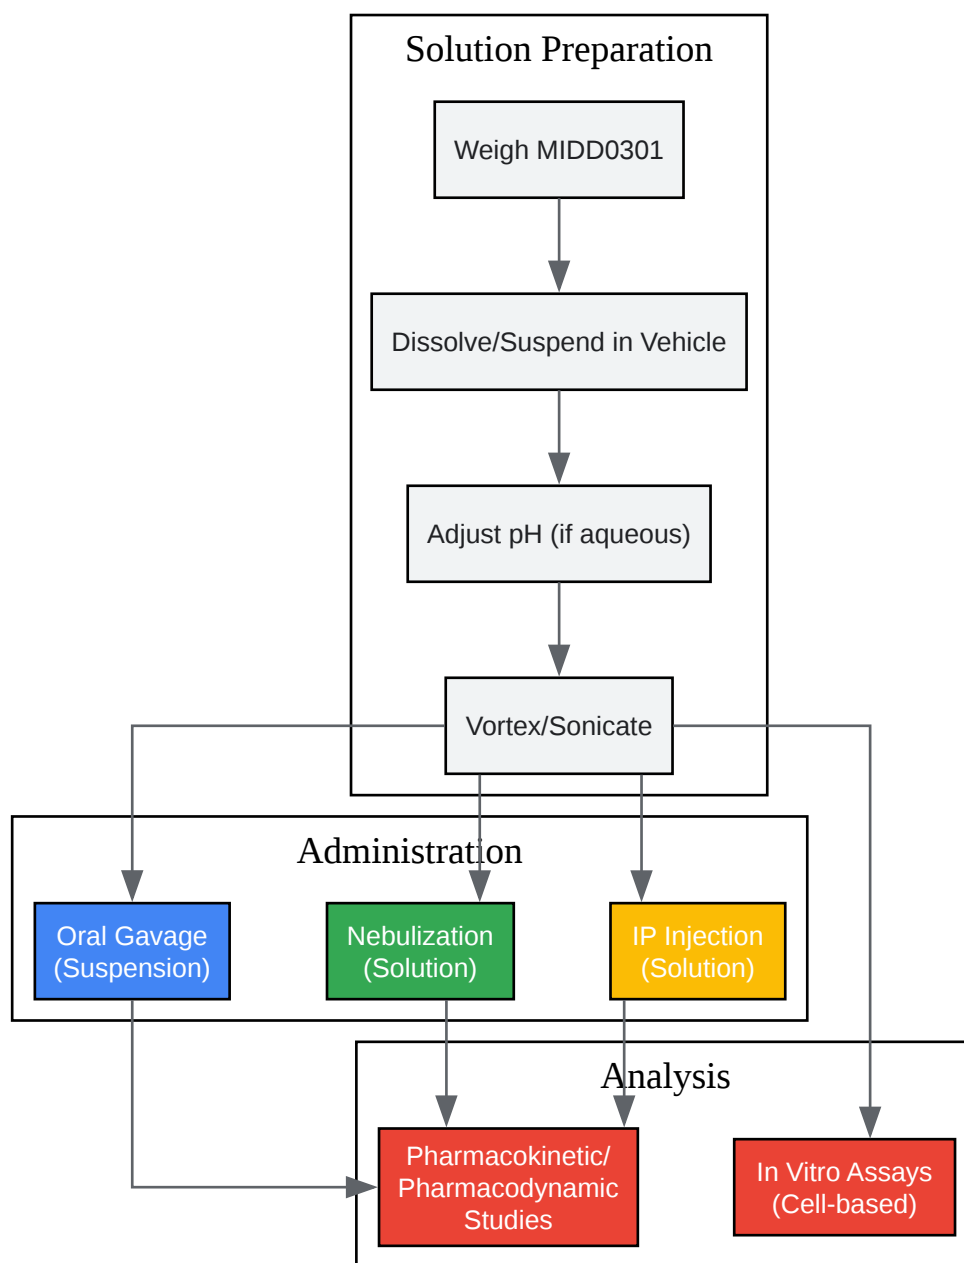 Solution Preparation
Weigh MIDD0301
Dissolve/Suspend in Vehicle
Adjust pH (if aqueous)
Vortex/Sonicate
Administration
Oral Gavage
(Suspension)
Nebulization
(Solution)
IP Injection
(Solution)
Analysis
Pharmacokinetic/
Pharmacodynamic
Studies
In Vitro Assays
(Cell-based)